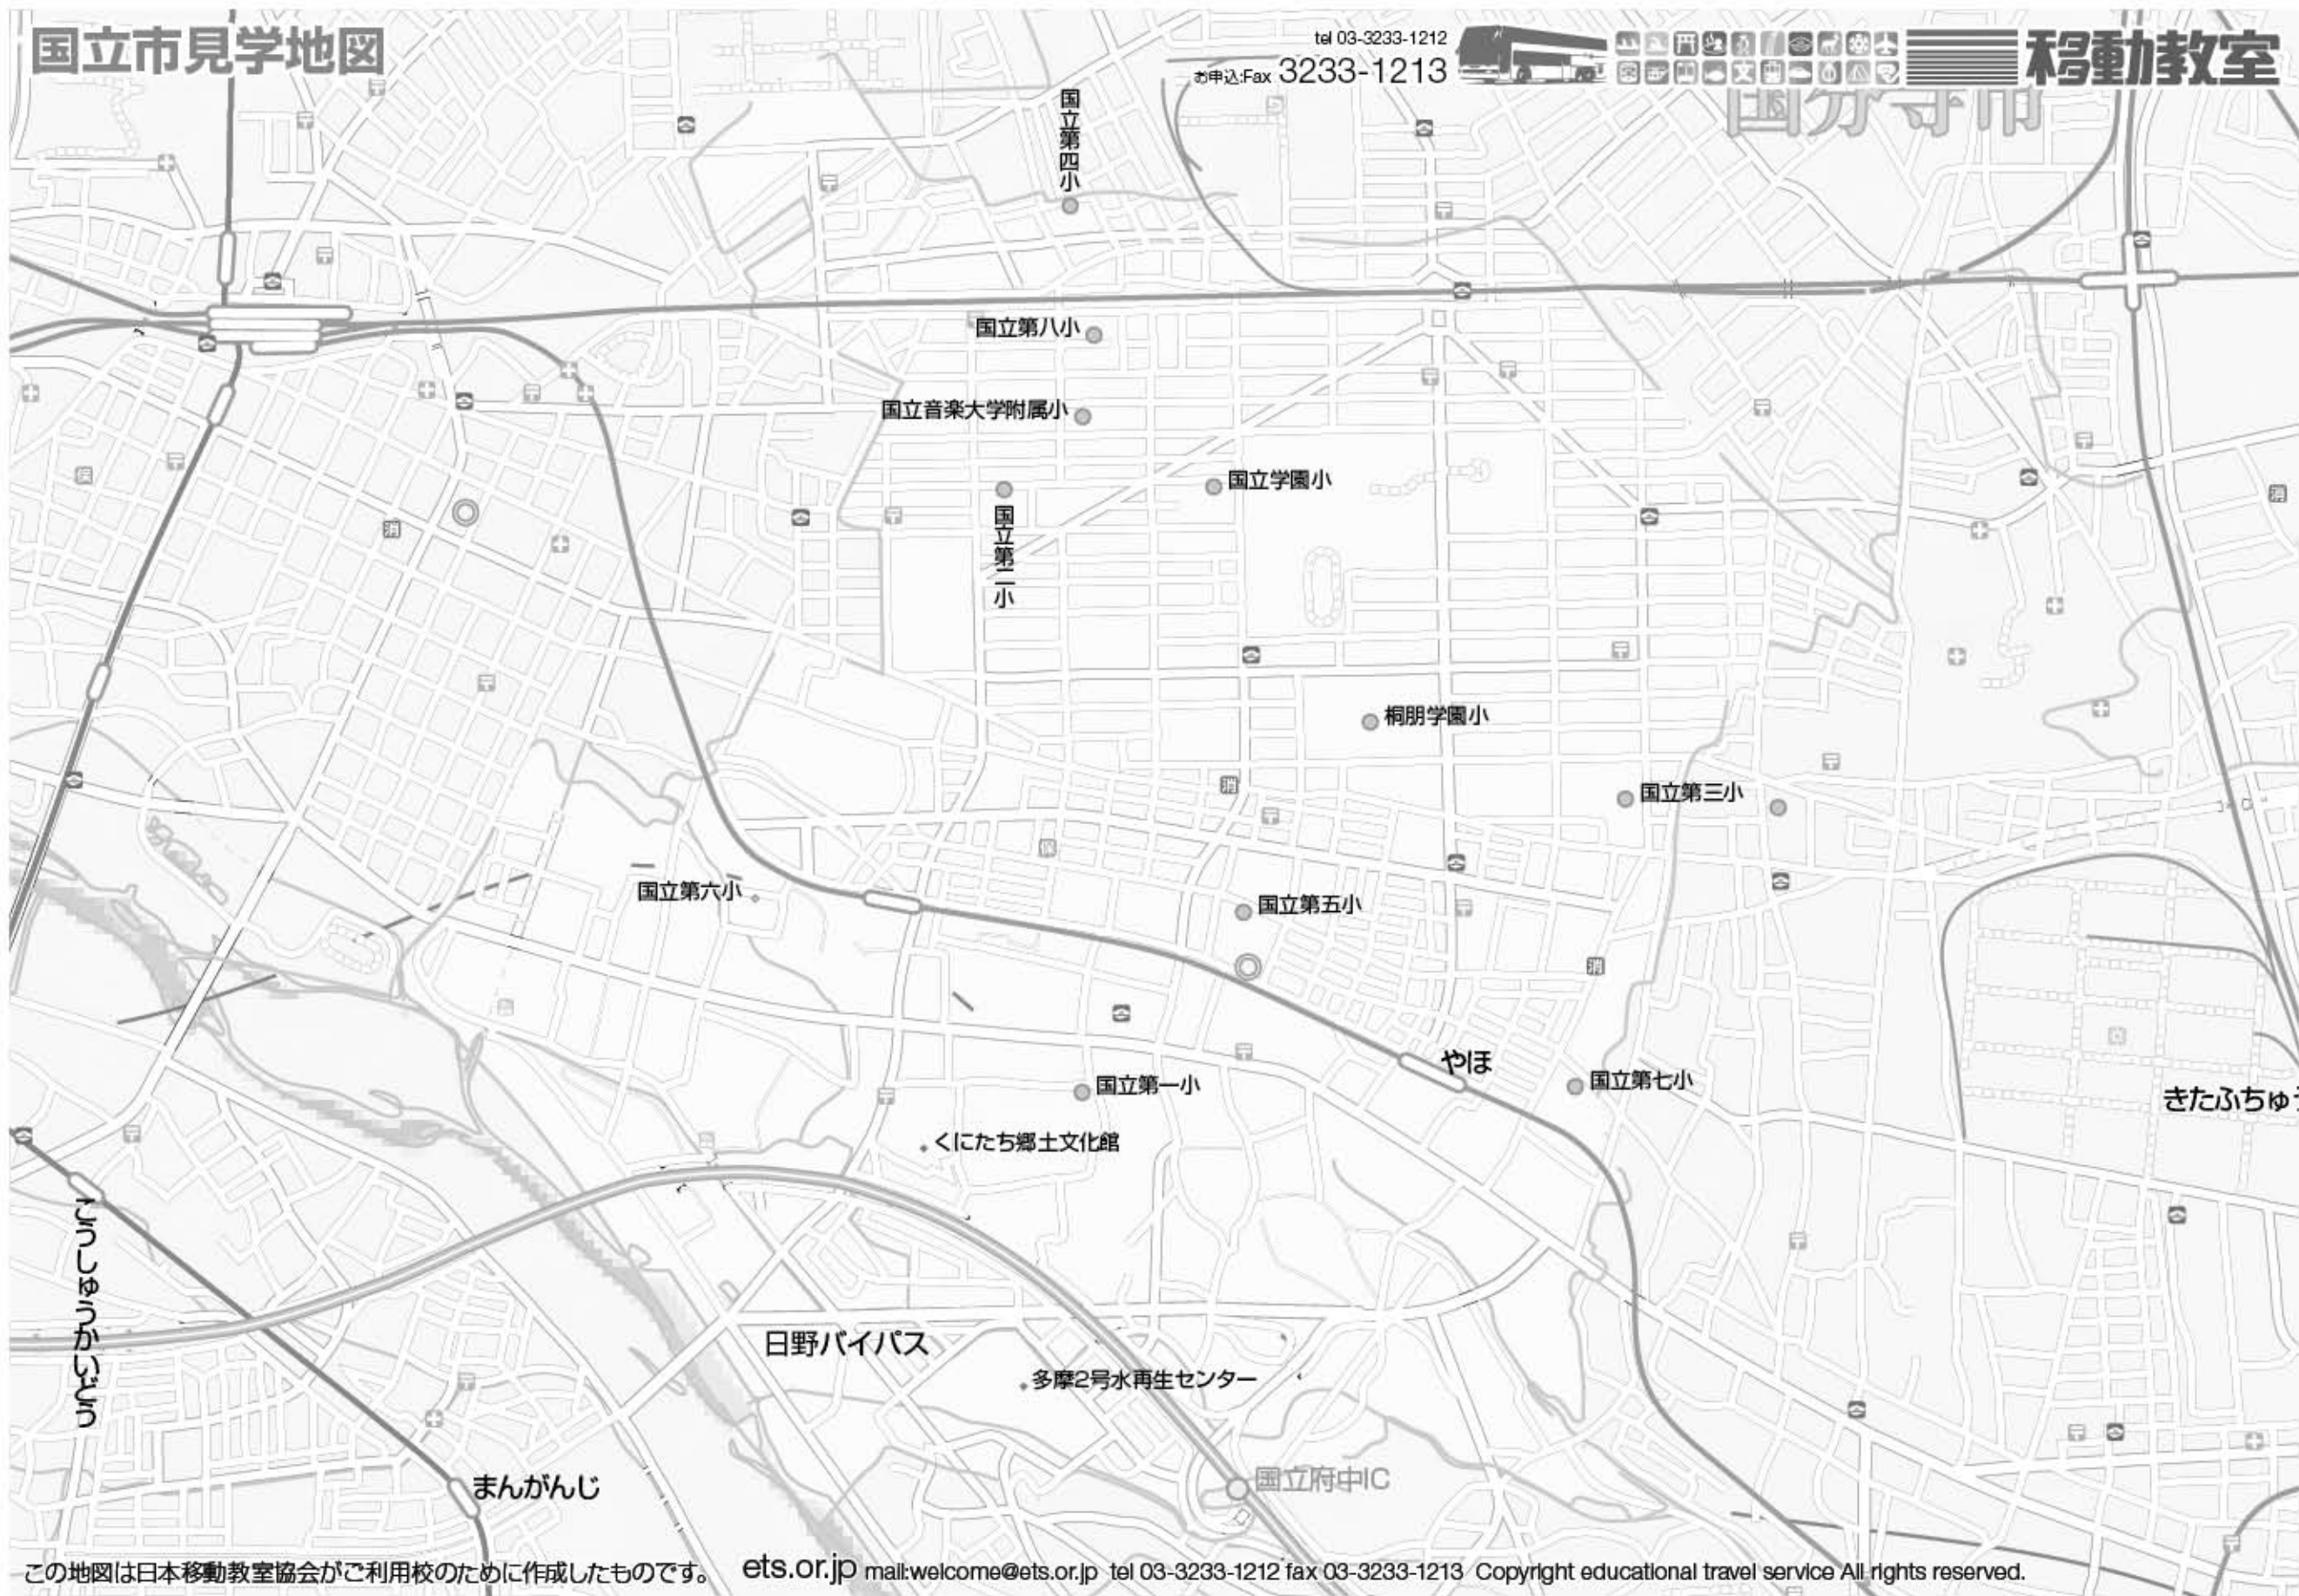 国立市見学地図
tel 03-3233-1212
お申込:Fax 3233-1213
移動教室
国分寺市
国立第四小
国立第八小
国立音楽大学附属小
国立学園小
国立第二小
桐朋学園小
国立第三小
国立第六小
国立第五小
やほ
国立第一小
国立第七小
きたふちゅう
くにたち郷土文化館
こうしゅうかいどう
日野バイパス
多摩2号水再生センター
国立府中IC
まんがんじ
この地図は日本移動教室協会がご利用校のために作成したものです。 ets.or.jp mail:welcome@ets.or.jp tel 03-3233-1212 fax 03-3233-1213 Copyright educational travel service All rights reserved.